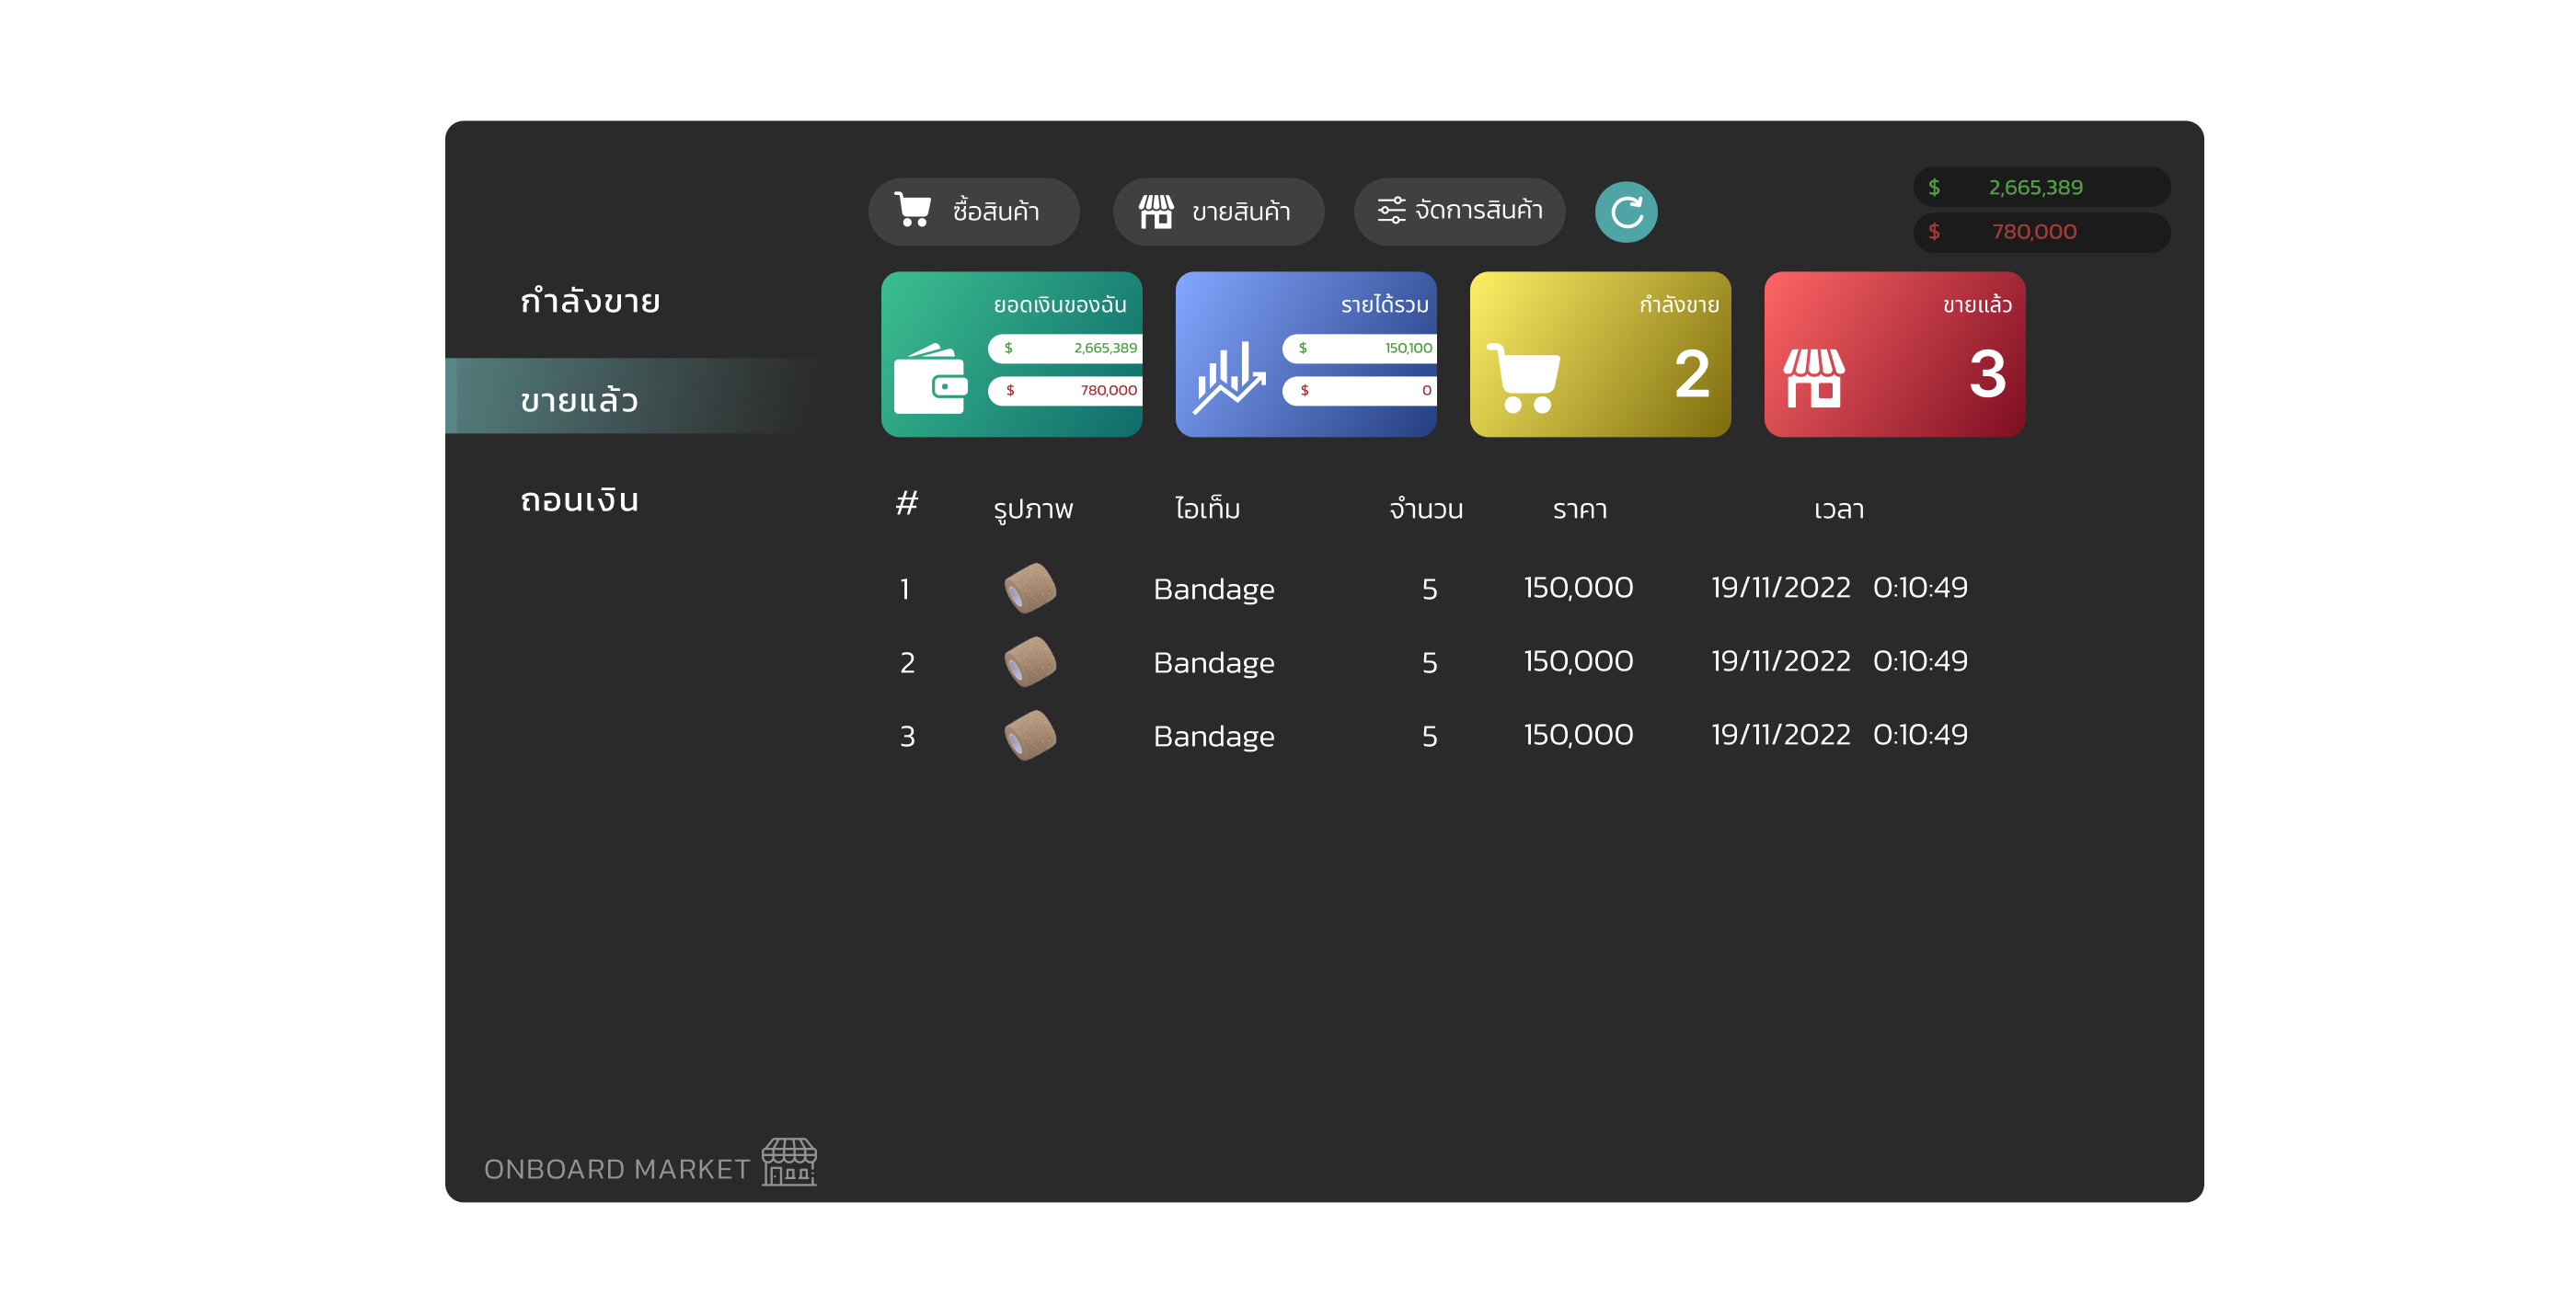 ซื้อสินค้า ขายสินค้า จัดการสินค้า
$ 2,665,389
$ 780,000
กำลังขาย
ขายแล้ว
ถอนเงิน
ยอดเงินของฉัน
$ 2,665,389
$ 780,000
รายได้รวม
$ 150,100
$ 0
กำลังขาย
2
ขายแล้ว
3
# รูปภาพ ไอเท็ม จำนวน ราคา เวลา
1 Bandage 5 150,000 19/11/2022 0:10:49
2 Bandage 5 150,000 19/11/2022 0:10:49
3 Bandage 5 150,000 19/11/2022 0:10:49
ONBOARD MARKET